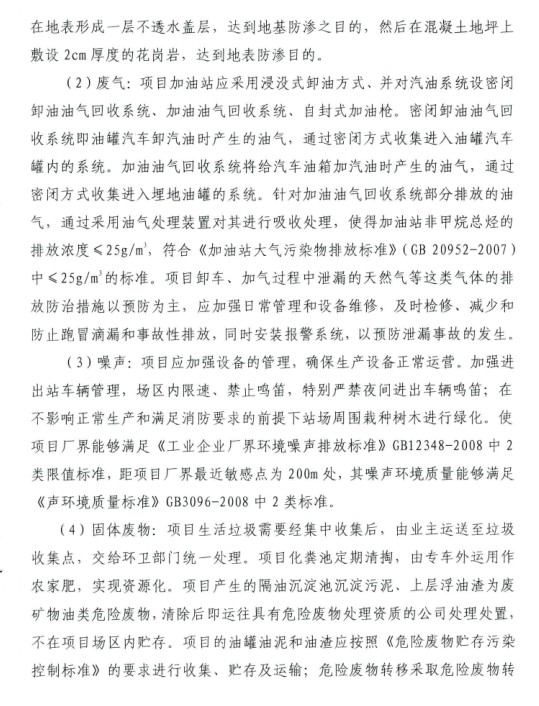 在地表形成一层不透水盖层，达到地基防渗之目的，然后在混凝土地坪上
敷设 2cm 厚度的花岗岩，达到地表防渗目的。
（2）废气：项目加油站应采用浸没式卸油方式、并对汽油系统设密闭
卸油油气回收系统、加油油气回收系统、自封式加油枪。密闭卸油油气回
收系统即油罐汽车卸汽油时产生的油气，通过密闭方式收集进入油罐汽车
罐内的系统。加油油气回收系统将给汽车油箱加汽油时产生的油气，通过
密闭方式收集进入埋地油罐的系统。针对加油油气回收系统部分排放的油
气，通过采用油气处理装置对其进行吸收处理，使得加油站非甲烷总烃的
排放浓度≤25g/m³，符合《加油站大气污染物排放标准》（GB 20952-2007）
中≤25g/m³的标准。项目卸车、加气过程中泄漏的天然气等这类气体的排
放防治措施以预防为主，应加强日常管理和设备维修，及时检修、减少和
防止跑冒滴漏和事故性排放，同时安装报警系统，以预防泄漏事故的发生。
（3）噪声：项目应加强设备的管理，确保生产设备正常运营。加强进
出站车辆管理，场区内限速、禁止鸣笛，特别严禁夜间进出车辆鸣笛；在
不影响正常生产和满足消防要求的前提下站场周围栽种树木进行绿化。使
项目厂界能够满足《工业企业厂界环境噪声排放标准》GB12348-2008 中 2
类限值标准，距项目厂界最近敏感点为 200m 处，其噪声环境质量能够满足
《声环境质量标准》GB3096-2008 中 2 类标准。
（4）固体废物：项目生活垃圾需要经集中收集后，由业主运送至垃圾
收集点，交给环卫部门统一处理。项目化粪池定期清掏，由专车外运用作
农家肥，实现资源化。项目产生的隔油沉淀池沉淀污泥、上层浮油渣为废
矿物油类危险废物，清除后即运往具有危险废物处理资质的公司处理处置，
不在项目场区内贮存。项目的油罐油泥和油渣应按照《危险废物贮存污染
控制标准》的要求进行收集、贮存及运输；危险废物转移采取危险废物转